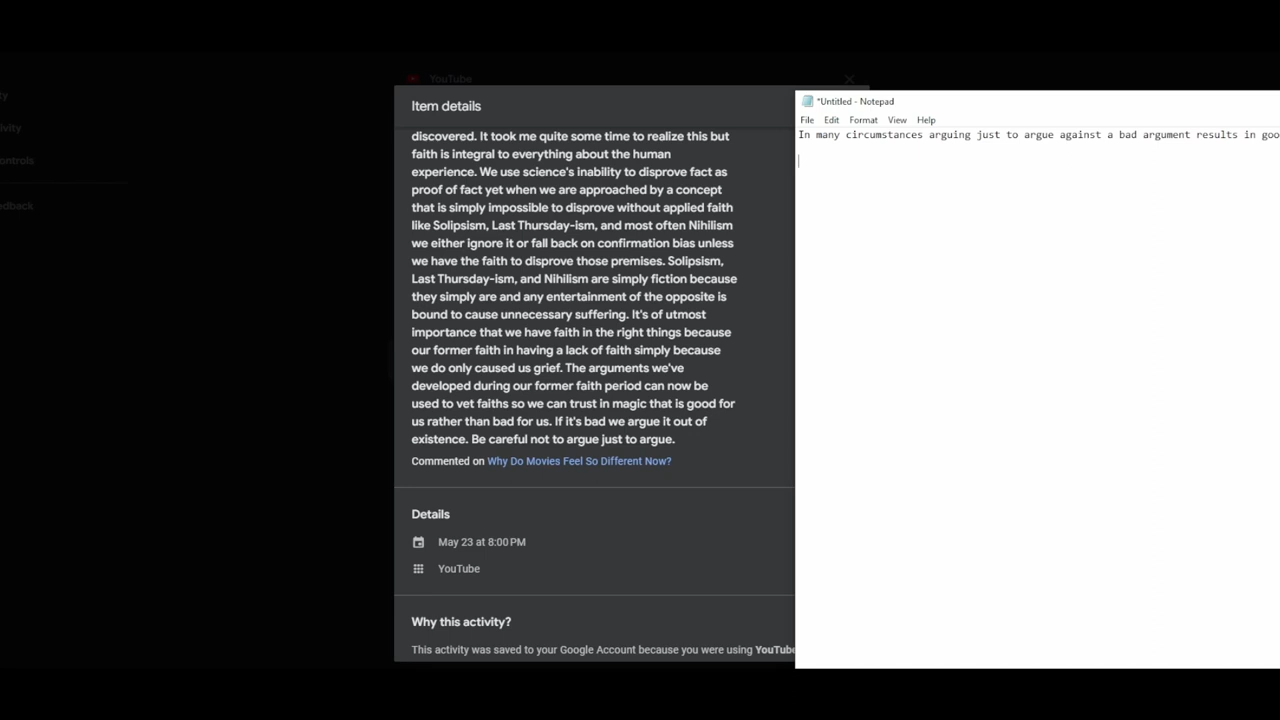 YouTube
Item details
discovered. It took me quite some time to realize this but
faith is integral to everything about the human
experience. We use science's inability to disprove fact as
proof of fact yet when we are approached by a concept
that is simply impossible to disprove without applied faith
like Solipsism, Last Thursday-ism, and most often Nihilism
we either ignore it or fall back on confirmation bias unless
we have the faith to disprove those premises. Solipsism,
Last Thursday-ism, and Nihilism are simply fiction because
they simply are and any entertainment of the opposite is
bound to cause unnecessary suffering. It's of utmost
importance that we have faith in the right things because
our former faith in having a lack of faith simply because
we do only caused us grief. The arguments we've
developed during our former faith period can now be
used to vet faiths so we can trust in magic that is good for
us rather than bad for us. If it's bad we argue it out of
existence. Be careful not to argue just to argue.
Commented on Why Do Movies Feel So Different Now?
Details
May 23 at 8:00 PM
YouTube
Why this activity?
This activity was saved to your Google Account because you were using YouTube
*Untitled - Notepad
File Edit Format View Help
In many circumstances arguing just to argue against a bad argument results in goo